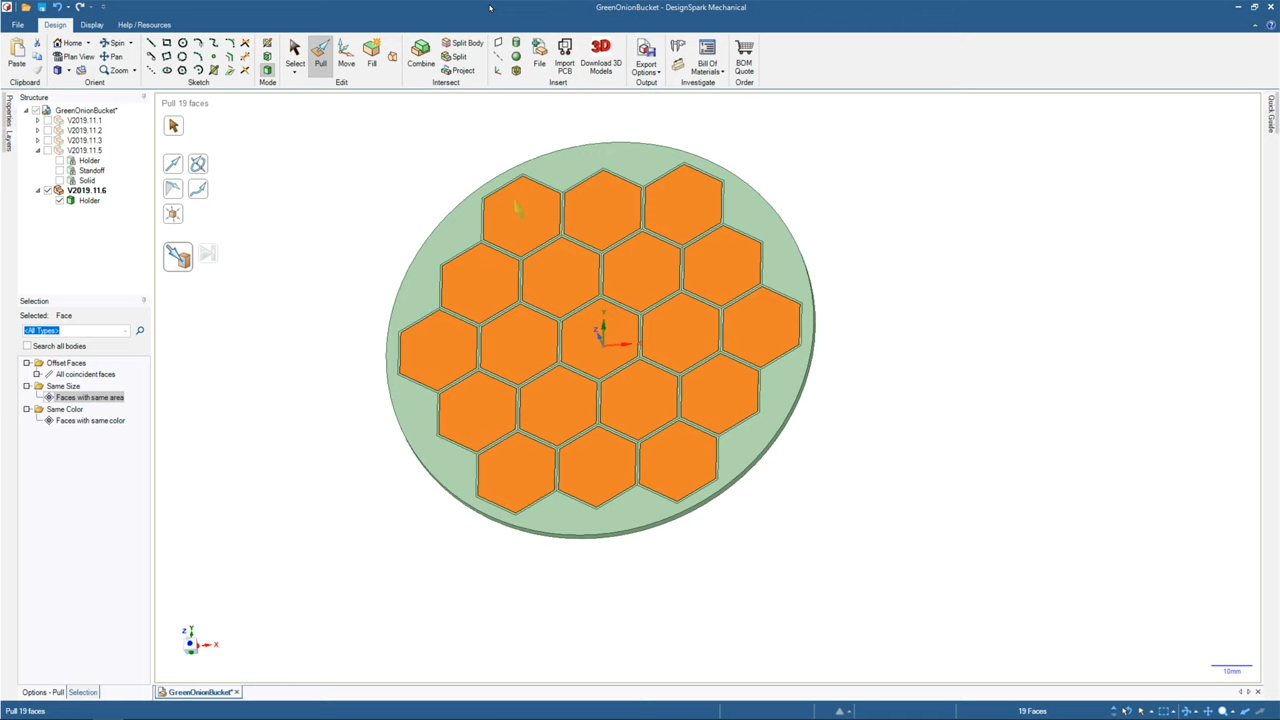 GreenOnionBucket - DesignSpark Mechanical
File
Design
Display
Help / Resources
Paste
Home
Plan View
Spin
Pan
Zoom
Select
Pull
Move
Fill
Combine
Split Body
Split
Project
File
Import PCB
3D
Download 3D Models
Export Options
Bill Of Materials
BOM Quote
Clipboard
Orient
Sketch
Mode
Edit
Intersect
Insert
Output
Investigate
Order
Properties
Layers
Structure
GreenOnionBucket*
V2019.11.1
V2019.11.2
V2019.11.3
V2019.11.5
Holder
Standoff
Solid
V2019.11.6
Holder
Selection
Selected: Face
<All Types>
Search all bodies
Offset Faces
All coincident faces
Same Size
Faces with same area
Same Color
Faces with same color
Options - Pull
Selection
Pull 19 faces
Quick Guide
Y
Z
Z
Y
X
10mm
GreenOnionBucket*
Pull 19 faces
19 Faces